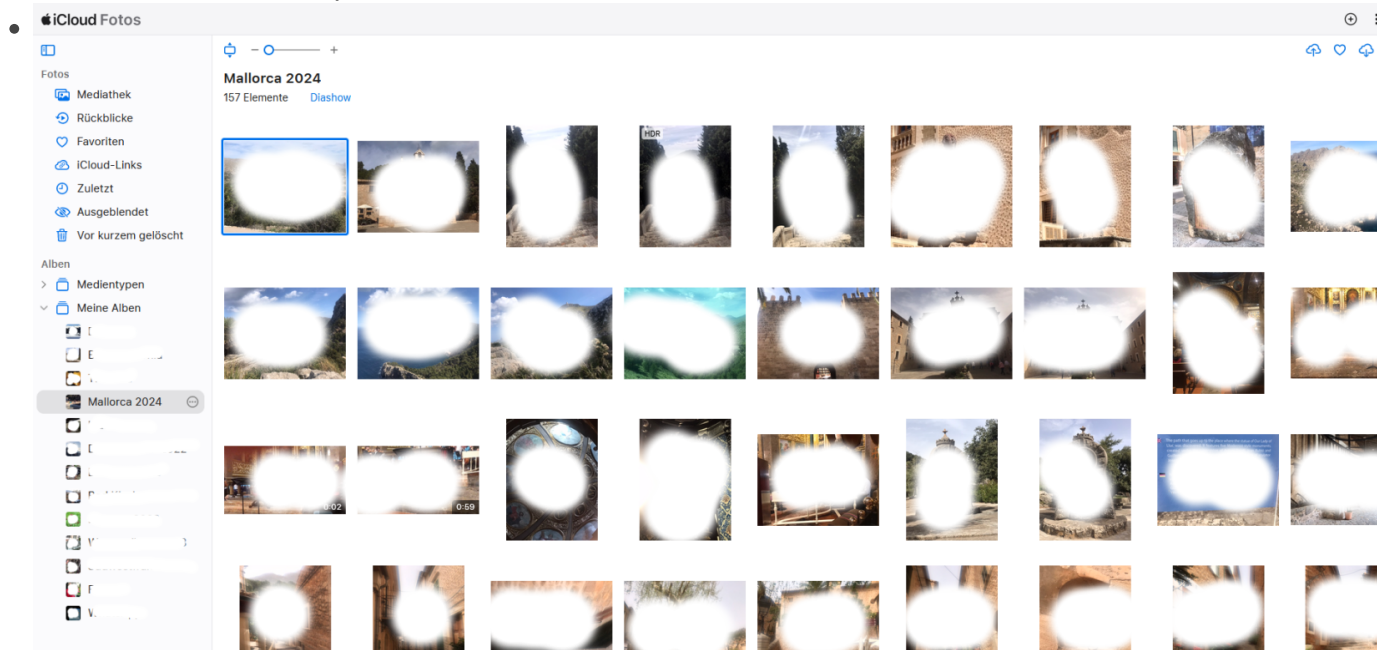 iCloud Fotos
Fotos
Mediathek
Rückblicke
Favoriten
iCloud-Links
Zuletzt
Ausgeblendet
Vor kurzem gelöscht
Alben
Medientypen
Meine Alben
Mallorca 2024
Mallorca 2024
157 Elemente Diashow
HDR
0:02
0:59